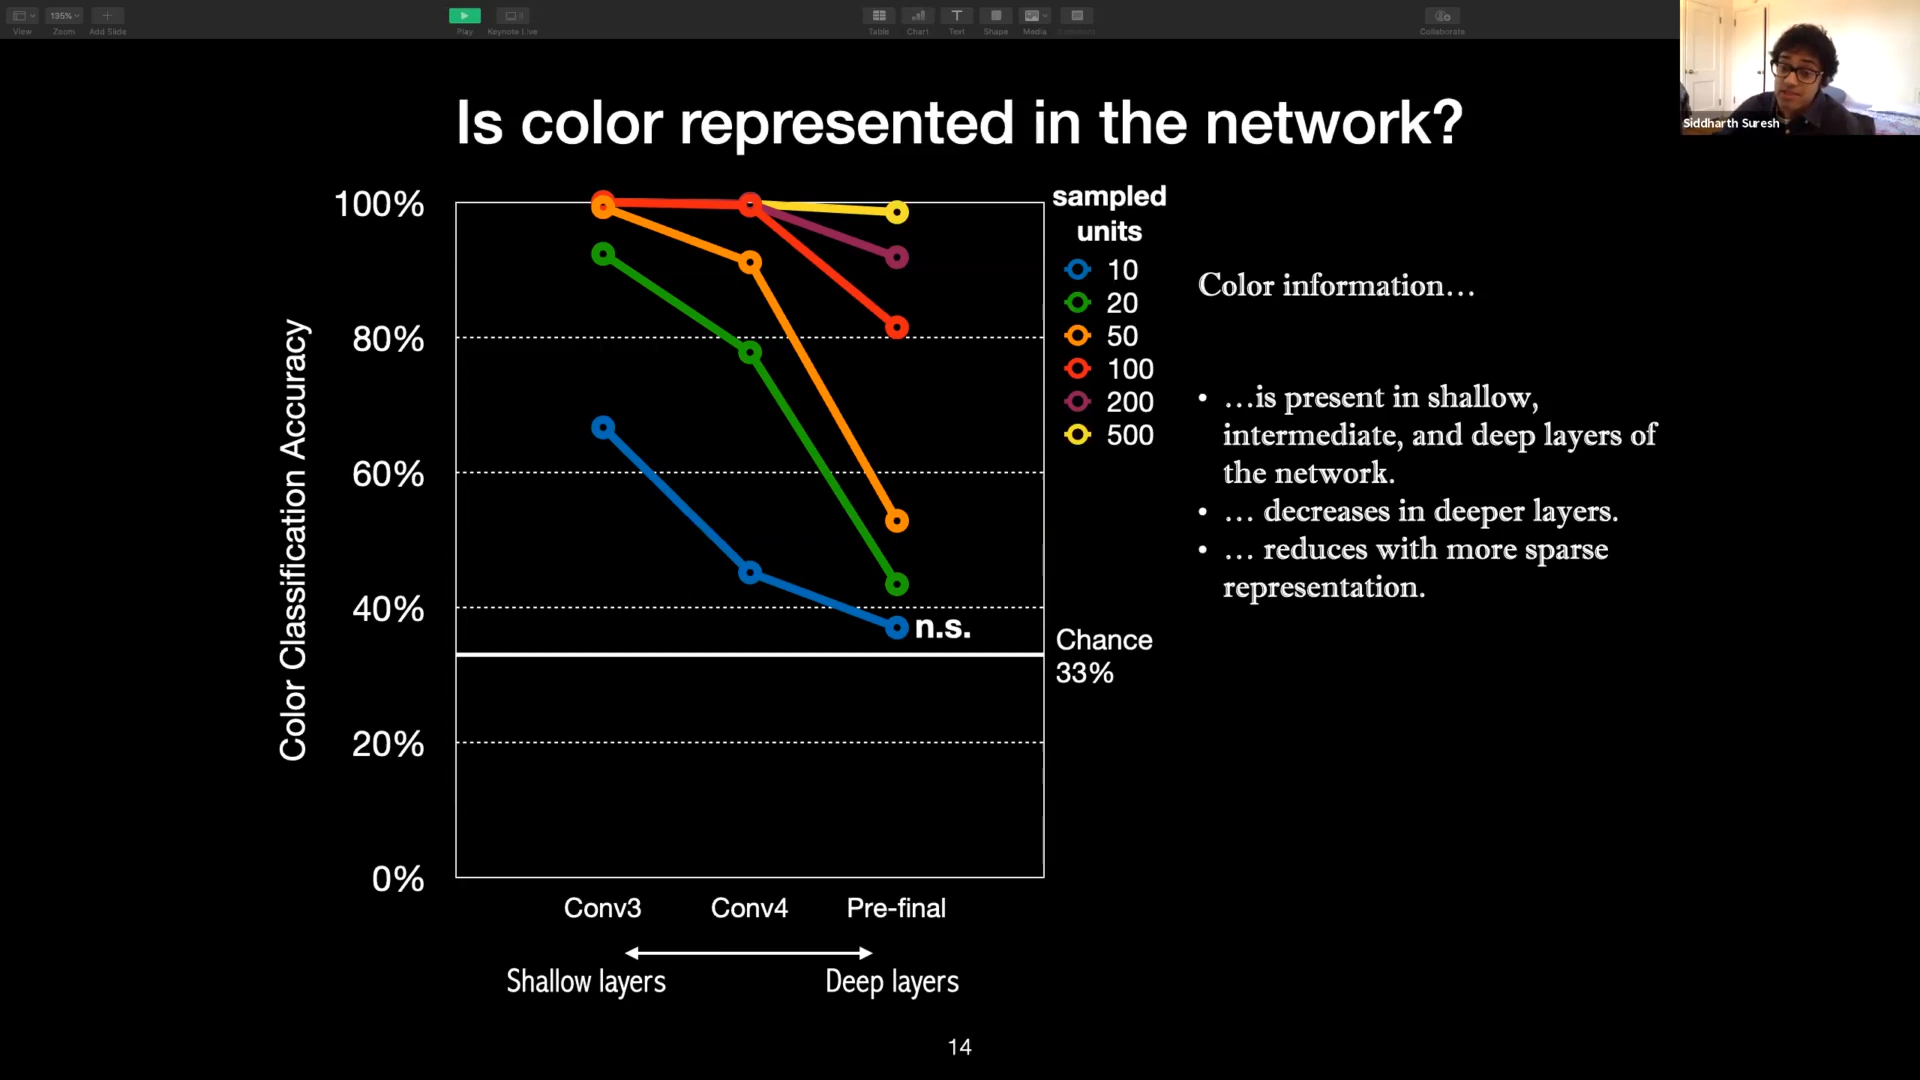 View
135%
Zoom
Add Slide
Play
Keynote Live
Table
Chart
Text
Shape
Media
Comment
Collaborate
Siddharth Suresh
Is color represented in the network?
100%
80%
60%
40%
20%
0%
Color Classification Accuracy
sampled
units
10
20
50
100
200
500
n.s.
Chance
33%
Conv3
Conv4
Pre-final
Shallow layers
Deep layers
Color information…
• …is present in shallow,
intermediate, and deep layers of
the network.
• … decreases in deeper layers.
• … reduces with more sparse
representation.
14